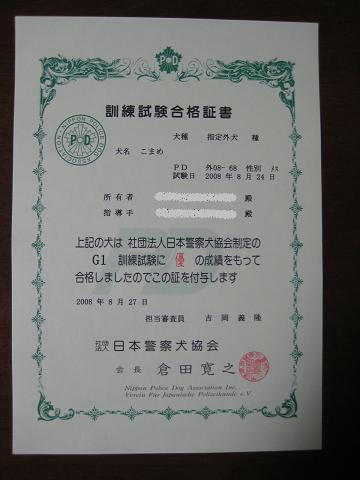 P D
NIPPON POLICE DOG ASSOCIATION
PD
訓練試験合格証書
犬種 指定外犬 種
犬名 こまめ
PD 外08-68 性別 メス
試験日 2008年8月24日
所有者 殿
指導手 殿
上記の犬は 社団法人日本警察犬協会制定の
G1 訓練試験に 優 の成績をもって
合格しましたのでこの証を付与します
2008年8月27日
担当審査員 吉岡義隆
社団法人 日本警察犬協会
会長 倉田寛之
Nippon Police Dog Association Inc.
Verein Für Japanische Polizeihunde e.V.